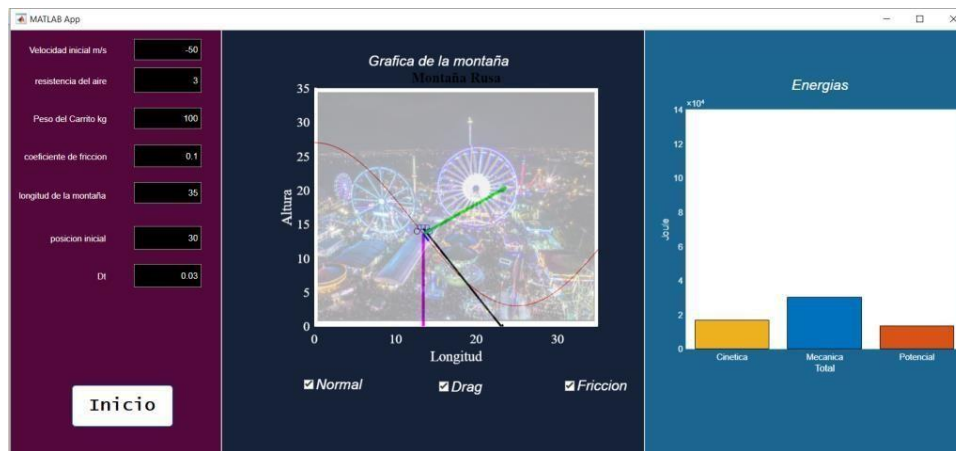 MATLAB App
Velocidad inicial m/s -50
resistencia del aire 3
Peso del Carrito kg 100
coeficiente de friccion 0.1
longitud de la montaña 35
posicion inicial 30
Dt 0.03
Inicio
Grafica de la montaña
Montaña Rusa
35
30
25
20
15
10
5
0
Altura
0 10 20 30
Longitud
Normal Drag Friccion
Energias
×10⁴
14
12
10
8
6
4
2
0
Joule
Cinetica Mecanica Total Potencial